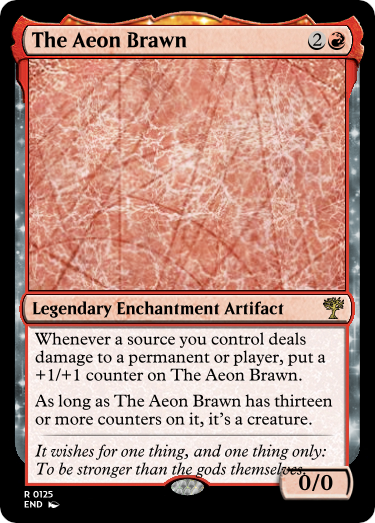 The Aeon Brawn
2
Legendary Enchantment Artifact
Whenever a source you control deals
damage to a permanent or player, put a
+1/+1 counter on The Aeon Brawn.
As long as The Aeon Brawn has thirteen
or more counters on it, it's a creature.
It wishes for one thing, and one thing only:
To be stronger than the gods themselves.
0/0
R 0125
END